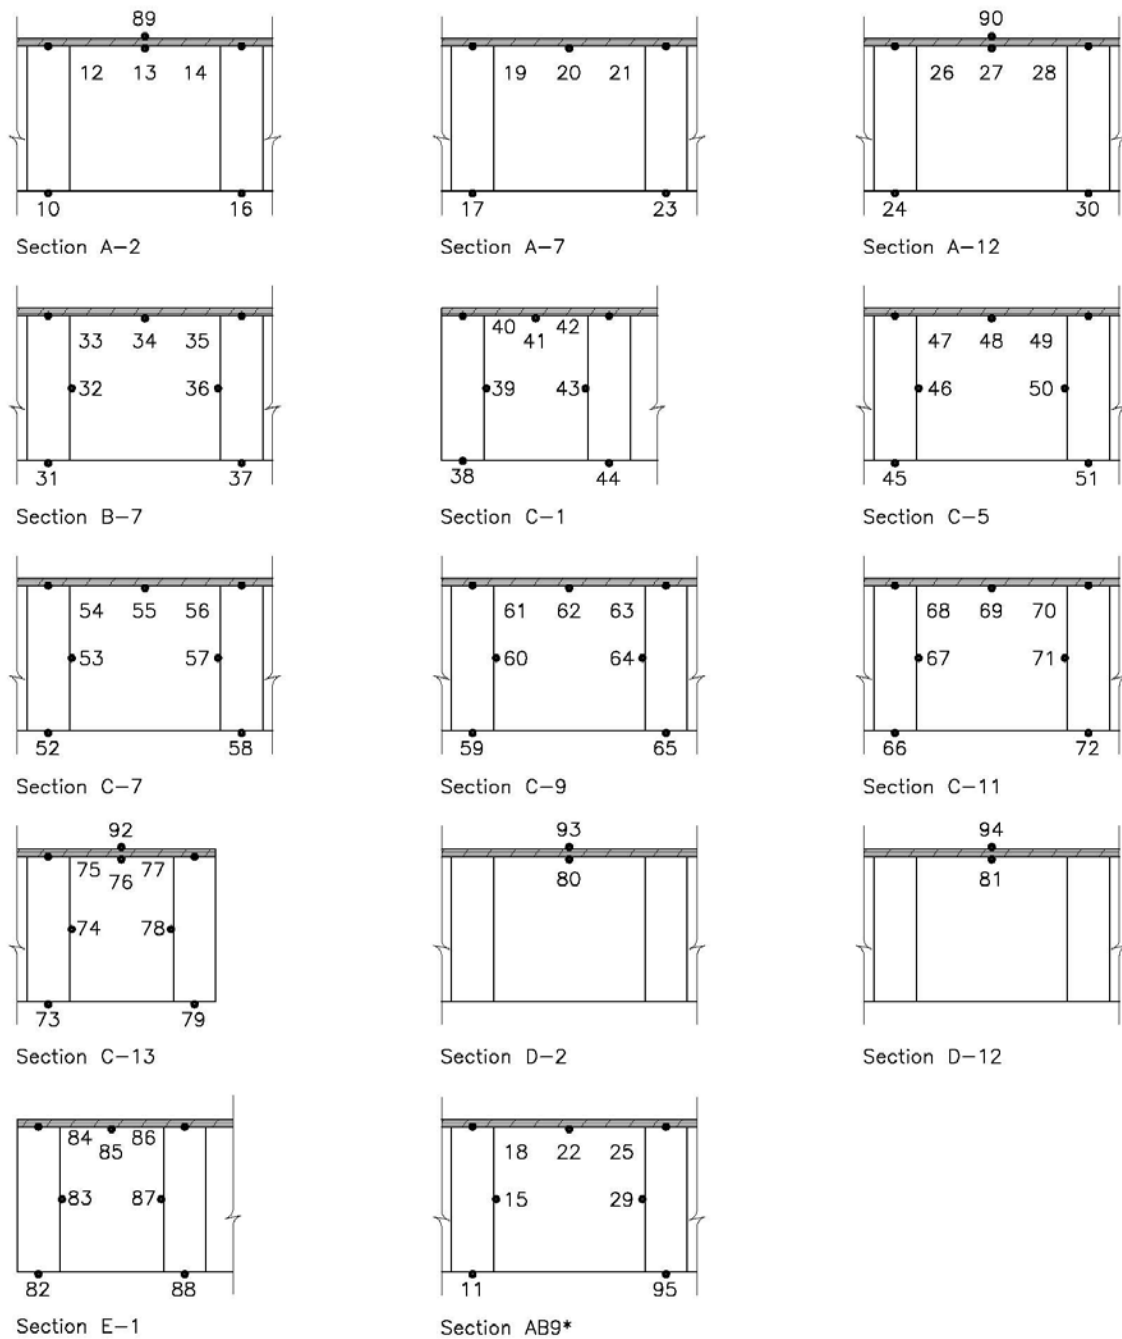 89
12 13 14
10 16
Section A-2
19 20 21
17 23
Section A-7
90
26 27 28
24 30
Section A-12
33 34 35
32 36
31 37
Section B-7
40 42
41
39 43
38 44
Section C-1
47 48 49
46 50
45 51
Section C-5
54 55 56
53 57
52 58
Section C-7
61 62 63
60 64
59 65
Section C-9
68 69 70
67 71
66 72
Section C-11
92
75 77
76
74 78
73 79
Section C-13
93
80
Section D-2
94
81
Section D-12
84 86
85
83 87
82 88
Section E-1
18 22 25
15 29
11 95
Section AB9*